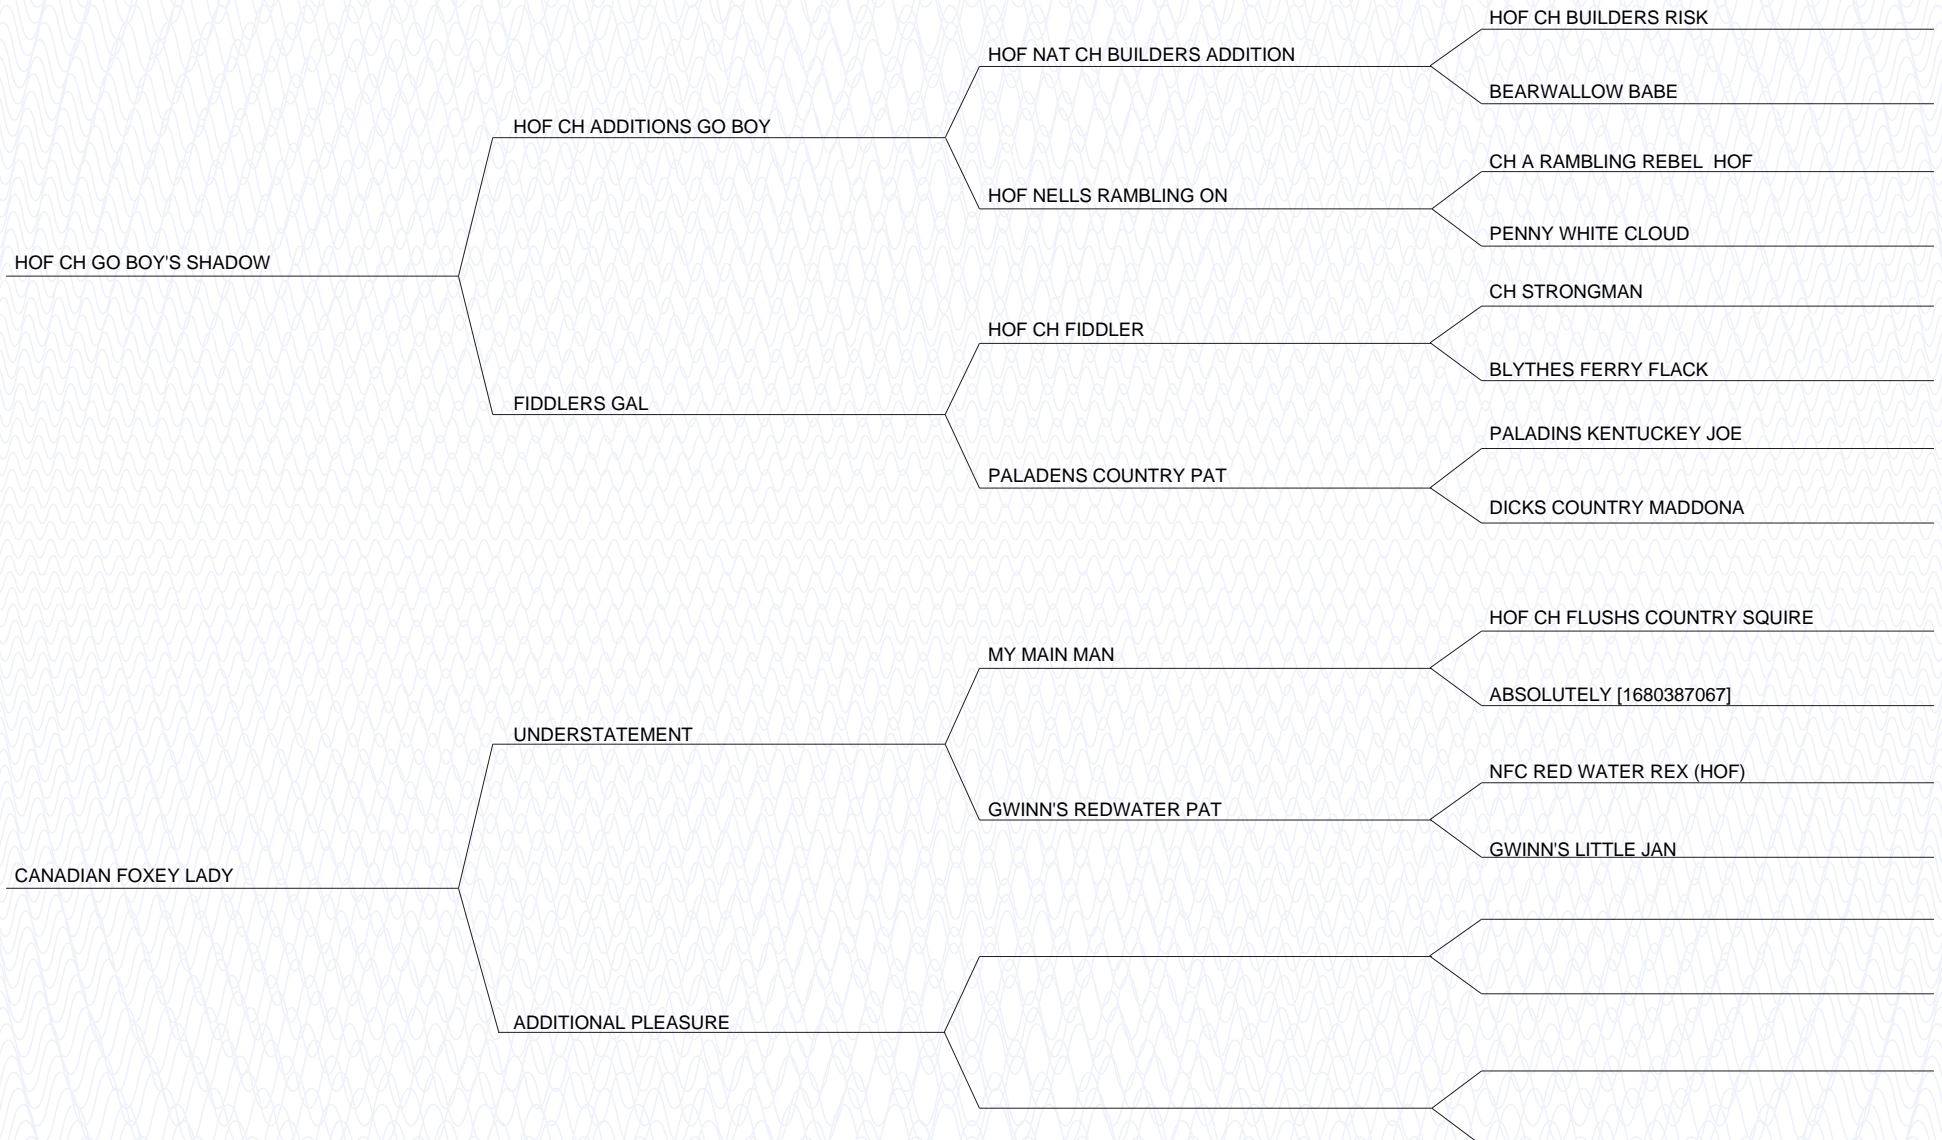 HOF CH BUILDERS RISK
HOF NAT CH BUILDERS ADDITION
BEARWALLOW BABE
HOF CH ADDITIONS GO BOY
CH A RAMBLING REBEL  HOF
HOF NELLS RAMBLING ON
PENNY WHITE CLOUD
HOF CH GO BOY'S SHADOW
CH STRONGMAN
HOF CH FIDDLER
BLYTHES FERRY FLACK
FIDDLERS GAL
PALADINS KENTUCKEY JOE
PALADENS COUNTRY PAT
DICKS COUNTRY MADDONA
HOF CH FLUSHS COUNTRY SQUIRE
MY MAIN MAN
ABSOLUTELY [1680387067]
UNDERSTATEMENT
NFC RED WATER REX (HOF)
GWINN'S REDWATER PAT
GWINN'S LITTLE JAN
CANADIAN FOXEY LADY
ADDITIONAL PLEASURE